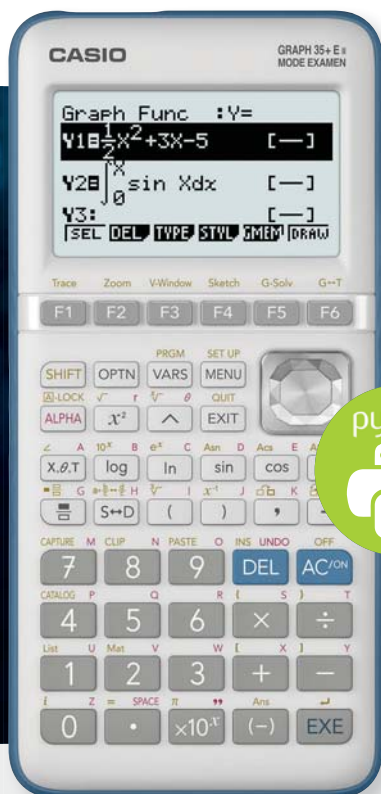 CASIO
GRAPH 35+ E II
MODE EXAMEN
Graph Func :Y=
Y1=1/2X²+3X-5 [—]
Y2=∫0^X sin Xdx [—]
Y3: [—]
SEL DEL TYPE STYL GMEM DRAW
Trace Zoom V-Window Sketch G-Solv G↔T
F1 F2 F3 F4 F5 F6
PRGM SET UP
SHIFT OPTN VARS MENU
A-LOCK √ r θ QUIT
ALPHA x² ^ EXIT
∠ A 10ˣ B eˣ C Asn D Acs E
X,θ,T log ln sin cos
G H I x⁻¹ J K
S↔D ( ) ,
CAPTURE M CLIP N PASTE O INS UNDO OFF
7 8 9 DEL AC/ON
CATALOG P Q R { S } T
4 5 6 × ÷
List U Mat V W [ X ] Y
1 2 3 + −
i Z = SPACE π " Ans ↵
0 • ×10ˣ (−) EXE
py